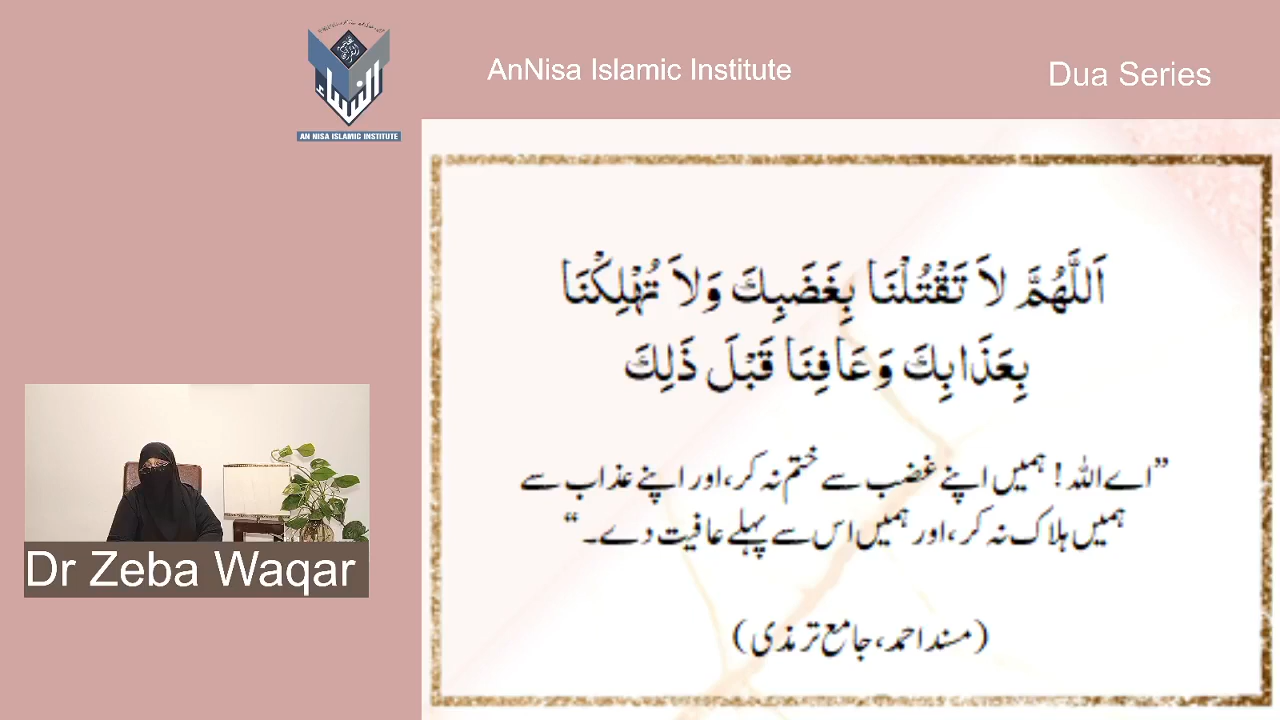 AnNisa Islamic Institute
Dua Series
النساء
AN NISA ISLAMIC INSTITUTE
اَللَّهُمَّ لاَ تَقْتُلْنَا بِغَضَبِكَ وَلاَ تُهْلِكْنَا
بِعَذَابِكَ وَعَافِنَا قَبْلَ ذَلِكَ
”اے اللہ! ہمیں اپنے غضب سے ختم نہ کر، اور اپنے عذاب سے
ہمیں ہلاک نہ کر، اور ہمیں اس سے پہلے عافیت دے۔“
(مسند احمد، جامع ترمذی)
Dr Zeba Waqar